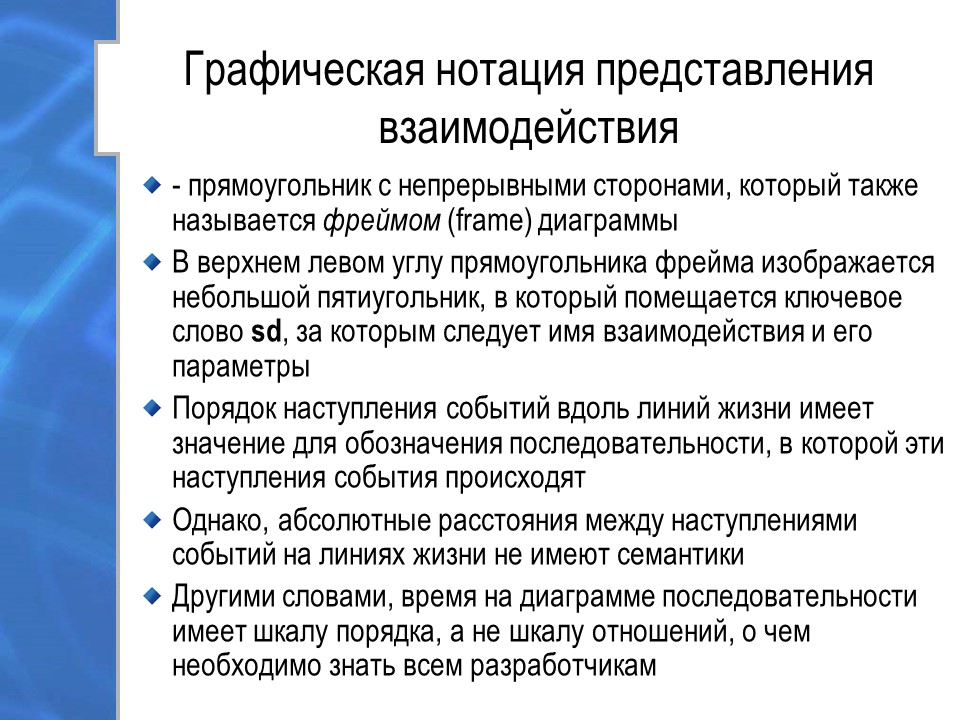 Графическая нотация представления
взаимодействия
- прямоугольник с непрерывными сторонами, который также
называется фреймом (frame) диаграммы
В верхнем левом углу прямоугольника фрейма изображается
небольшой пятиугольник, в который помещается ключевое
слово sd, за которым следует имя взаимодействия и его
параметры
Порядок наступления событий вдоль линий жизни имеет
значение для обозначения последовательности, в которой эти
наступления события происходят
Однако, абсолютные расстояния между наступлениями
событий на линиях жизни не имеют семантики
Другими словами, время на диаграмме последовательности
имеет шкалу порядка, а не шкалу отношений, о чем
необходимо знать всем разработчикам